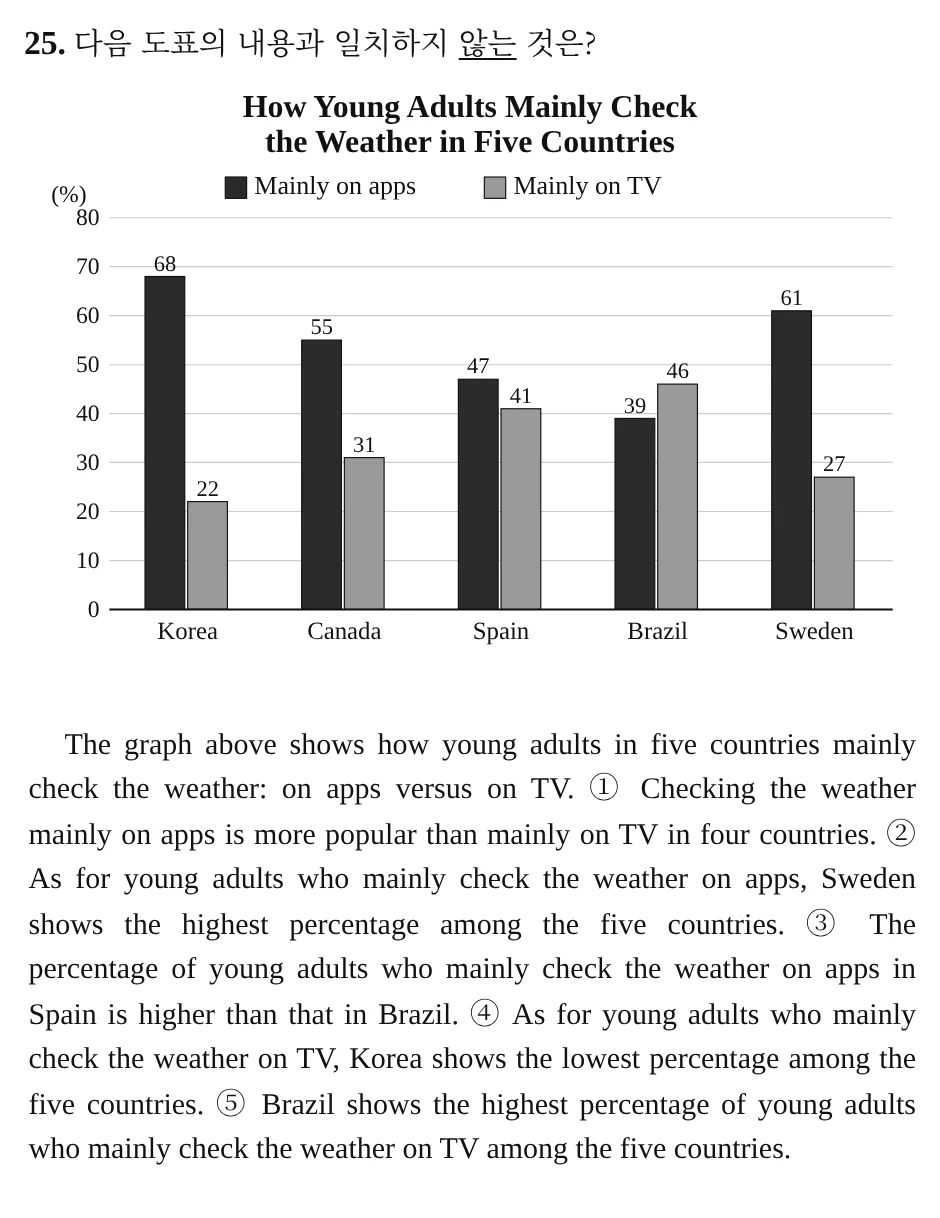 25. 다음 도표의 내용과 일치하지 않는 것은?
How Young Adults Mainly Check
the Weather in Five Countries
(%)
Mainly on apps
Mainly on TV
80
70
60
50
40
30
20
10
0
68
22
55
31
47
41
39
46
61
27
Korea
Canada
Spain
Brazil
Sweden
The graph above shows how young adults in five countries mainly
check the weather: on apps versus on TV. ① Checking the weather
mainly on apps is more popular than mainly on TV in four countries. ②
As for young adults who mainly check the weather on apps, Sweden
shows the highest percentage among the five countries. ③ The
percentage of young adults who mainly check the weather on apps in
Spain is higher than that in Brazil. ④ As for young adults who mainly
check the weather on TV, Korea shows the lowest percentage among the
five countries. ⑤ Brazil shows the highest percentage of young adults
who mainly check the weather on TV among the five countries.